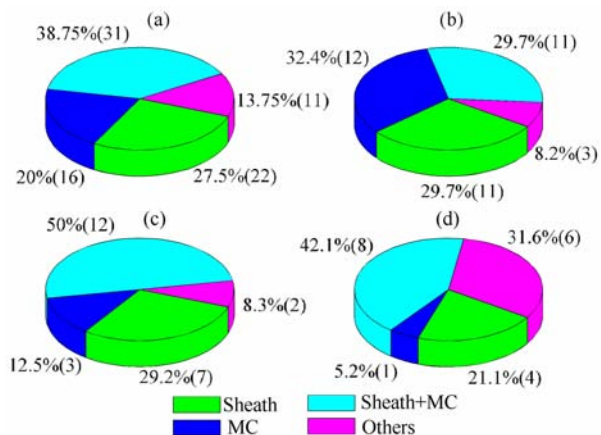 (a)
(b)
38.75%(31)
29.7%(11)
32.4%(12)
13.75%(11)
8.2%(3)
20%(16)
27.5%(22)
29.7%(11)
(c)
(d)
50%(12)
42.1%(8)
31.6%(6)
8.3%(2)
12.5%(3)
29.2%(7)
5.2%(1)
21.1%(4)
Sheath
Sheath+MC
MC
Others